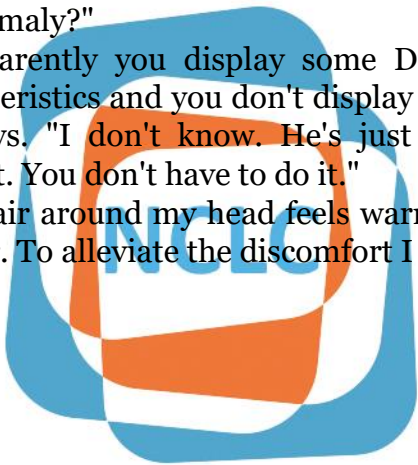 maly?"
arently you display some D
eristics and you don't display
ys. "I don't know. He's just
t. You don't have to do it."
air around my head feels warm
. To alleviate the discomfort I
NCLC